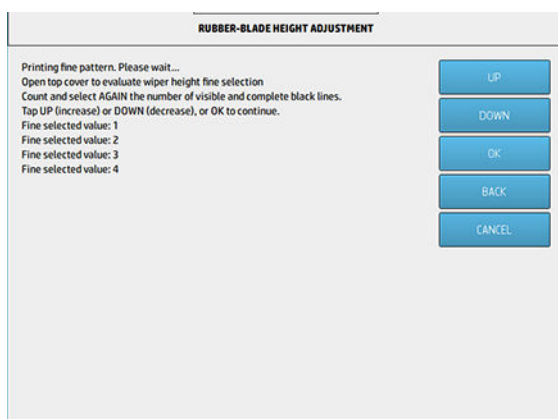 RUBBER-BLADE HEIGHT ADJUSTMENT
Printing fine pattern. Please wait...
Open top cover to evaluate wiper height fine selection
Count and select AGAIN the number of visible and complete black lines.
Tap UP (increase) or DOWN (decrease), or OK to continue.
Fine selected value: 1
Fine selected value: 2
Fine selected value: 3
Fine selected value: 4
UP
DOWN
OK
BACK
CANCEL